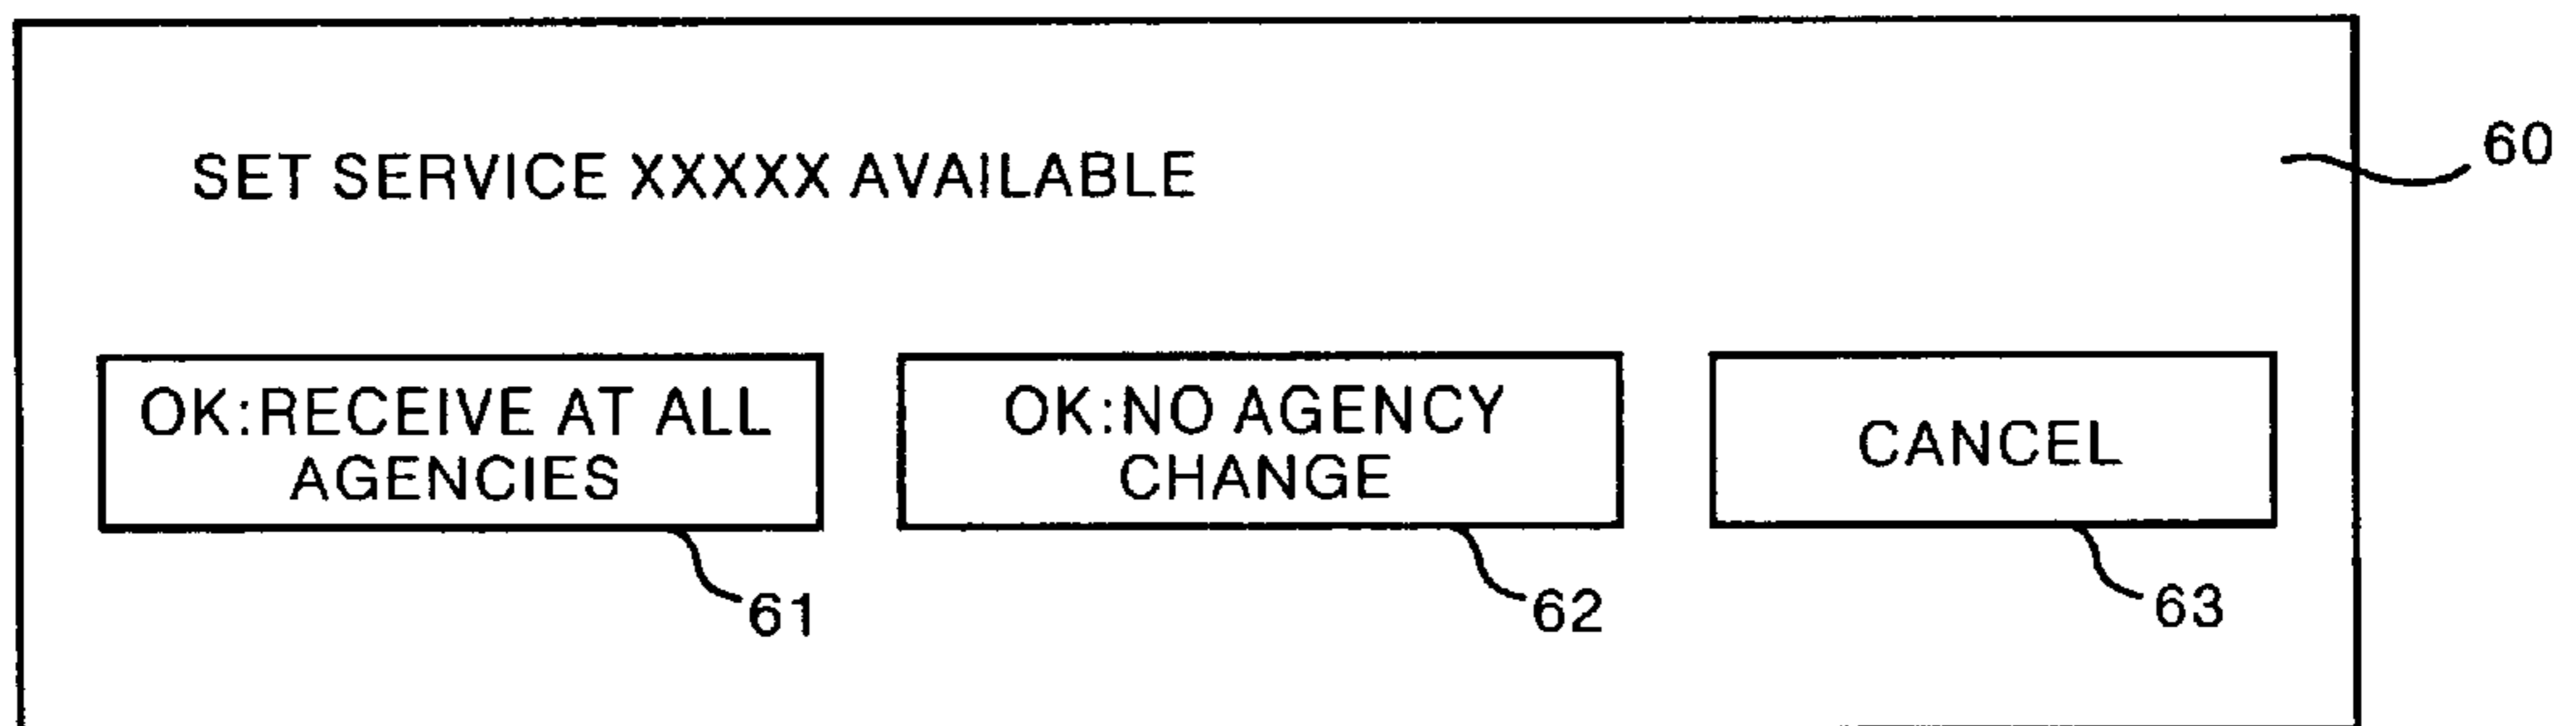 SET SERVICE XXXXX AVAILABLE
60
OK:RECEIVE AT ALL
AGENCIES
OK:NO AGENCY
CHANGE
CANCEL
61
62
63